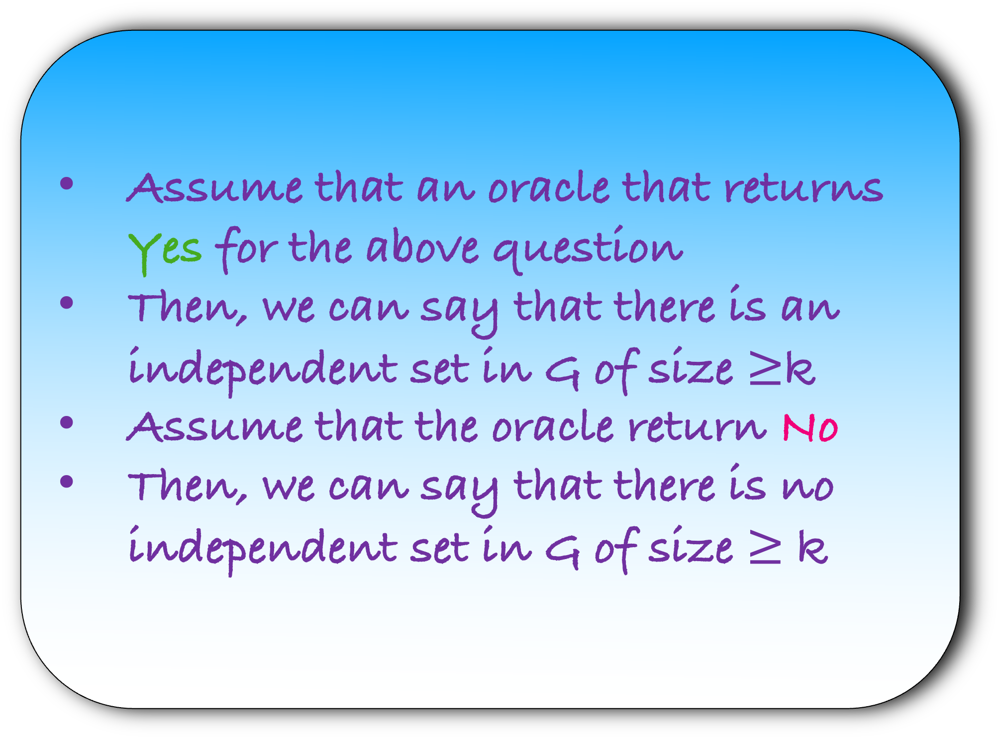 • Assume that an oracle that returns
Yes for the above question
• Then, we can say that there is an
independent set in G of size ≥k
• Assume that the oracle return No
• Then, we can say that there is no
independent set in G of size ≥ k